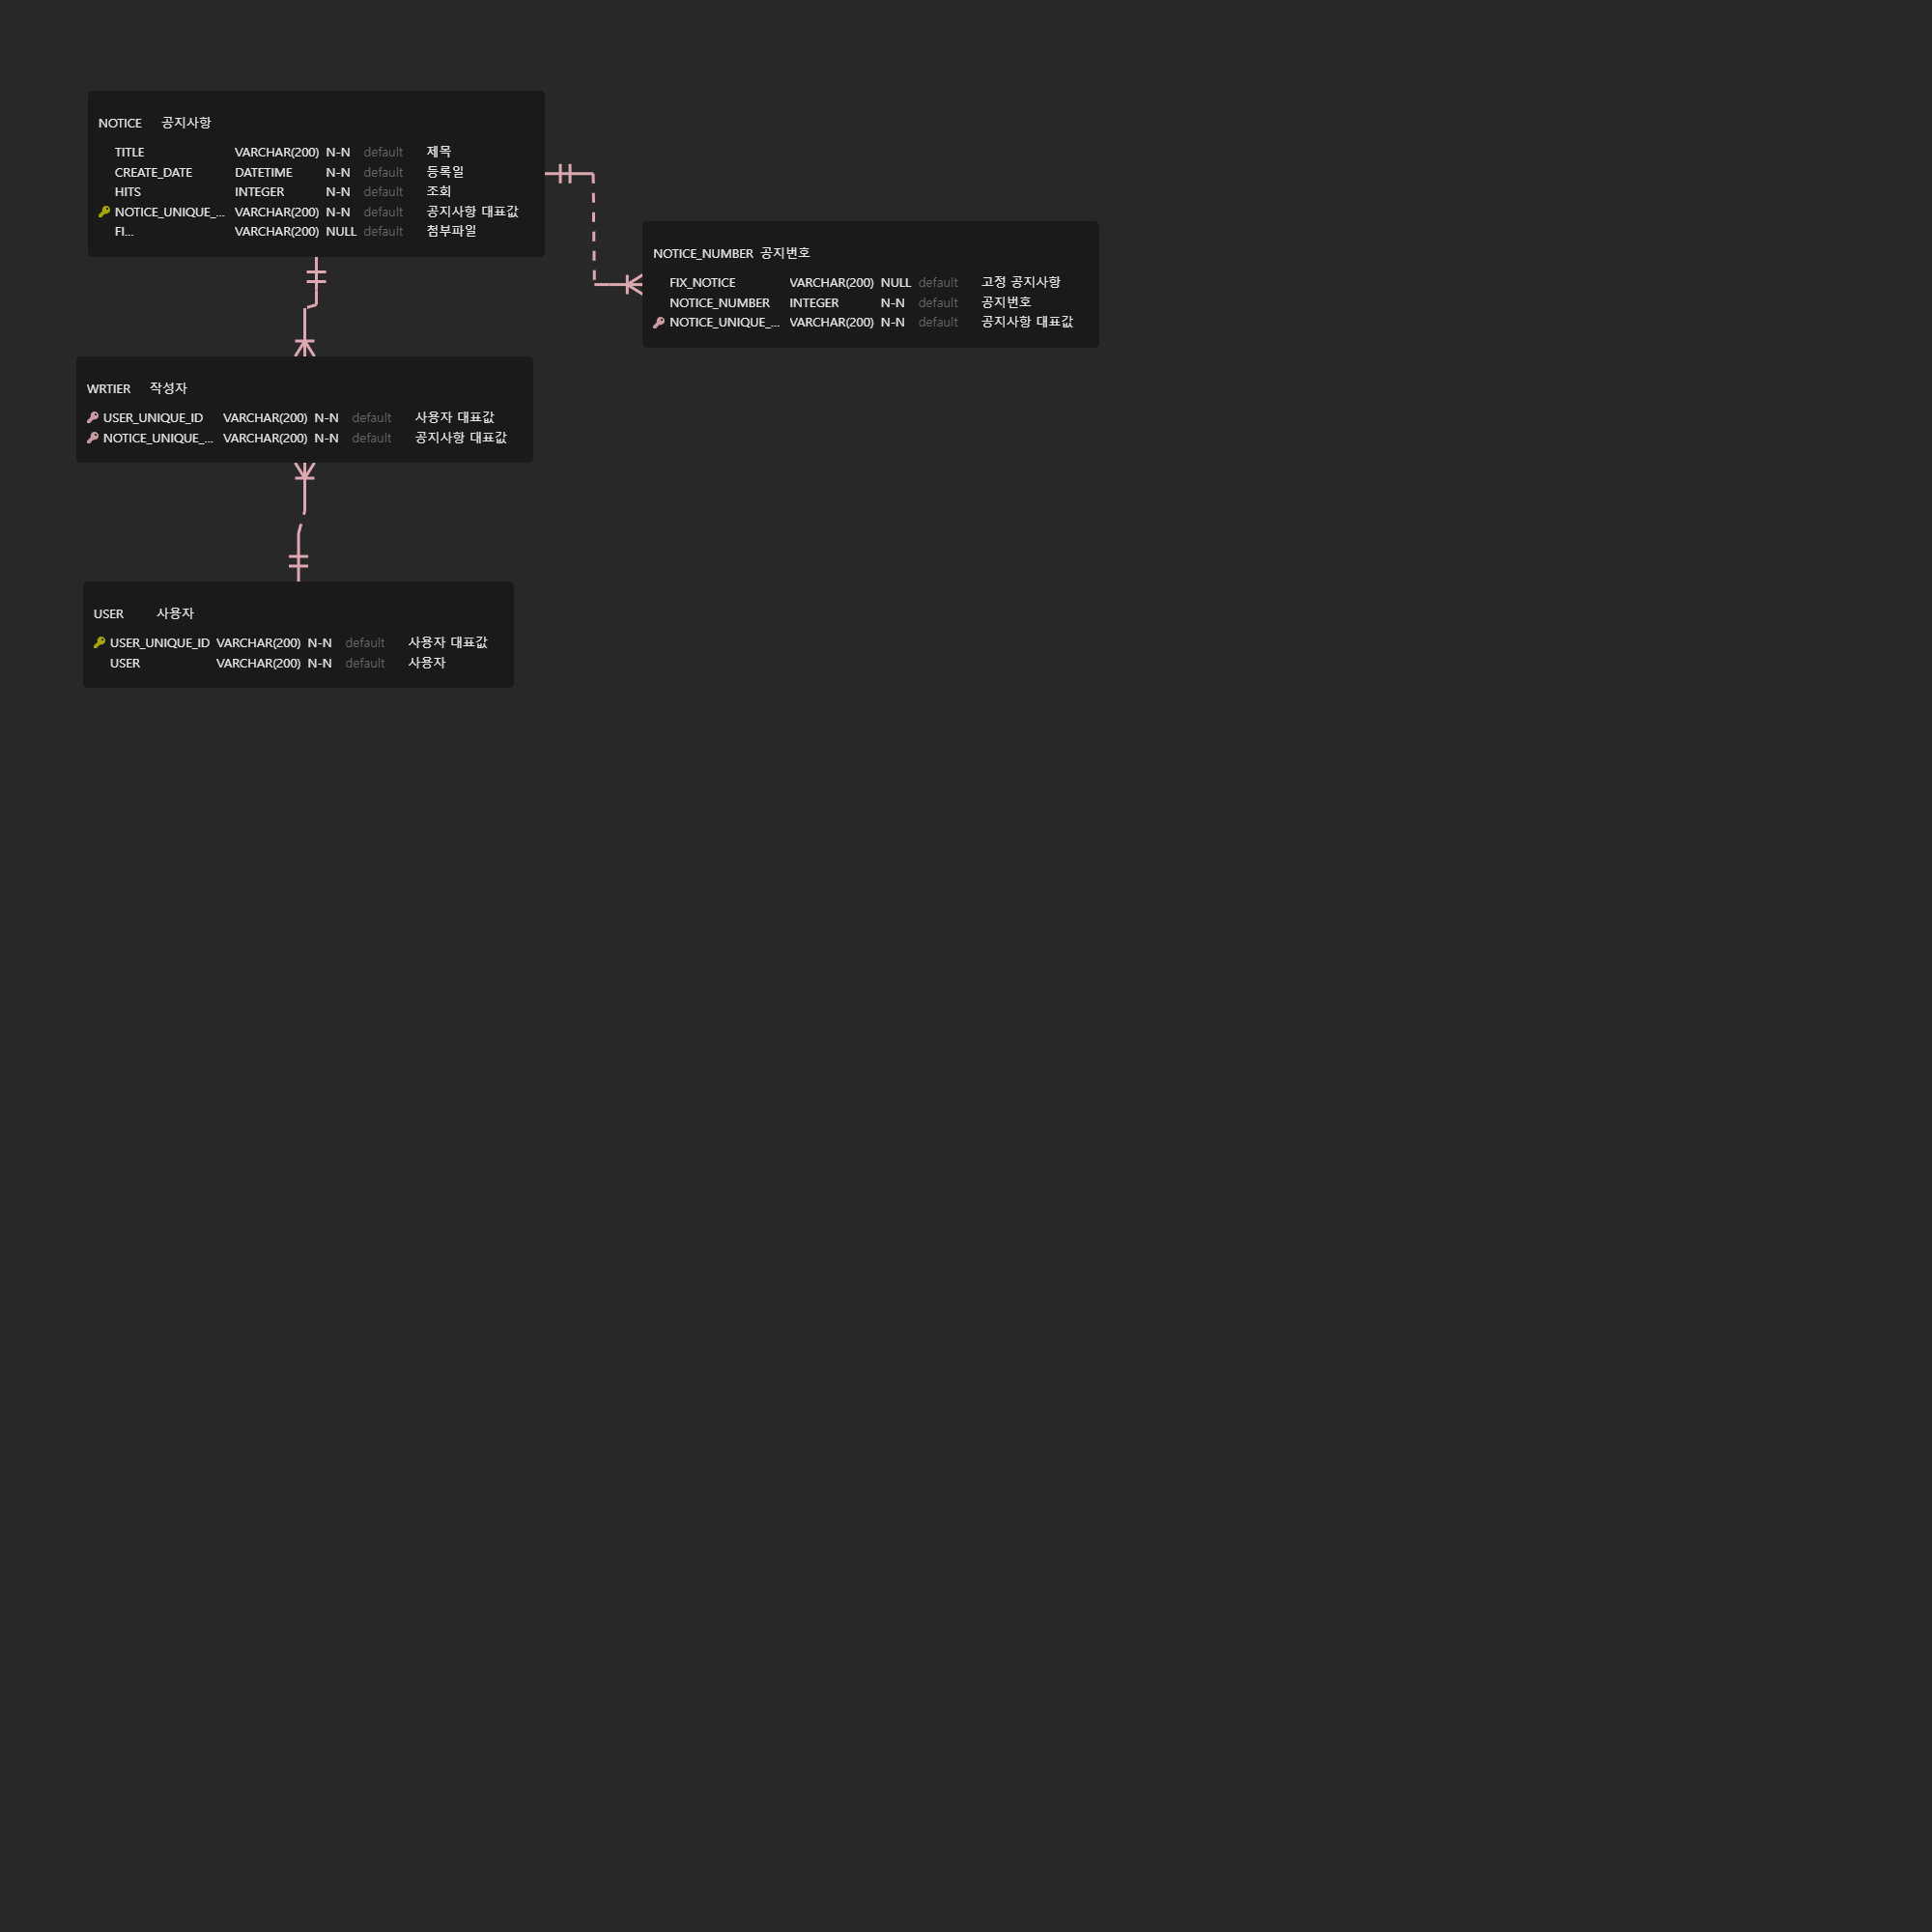 NOTICE 공지사항
TITLE VARCHAR(200) N-N default 제목
CREATE_DATE DATETIME N-N default 등록일
HITS INTEGER N-N default 조회
NOTICE_UNIQUE_... VARCHAR(200) N-N default 공지사항 대표값
FI... VARCHAR(200) NULL default 첨부파일
NOTICE_NUMBER 공지번호
FIX_NOTICE VARCHAR(200) NULL default 고정 공지사항
NOTICE_NUMBER INTEGER N-N default 공지번호
NOTICE_UNIQUE_... VARCHAR(200) N-N default 공지사항 대표값
WRTIER 작성자
USER_UNIQUE_ID VARCHAR(200) N-N default 사용자 대표값
NOTICE_UNIQUE_... VARCHAR(200) N-N default 공지사항 대표값
USER 사용자
USER_UNIQUE_ID VARCHAR(200) N-N default 사용자 대표값
USER VARCHAR(200) N-N default 사용자